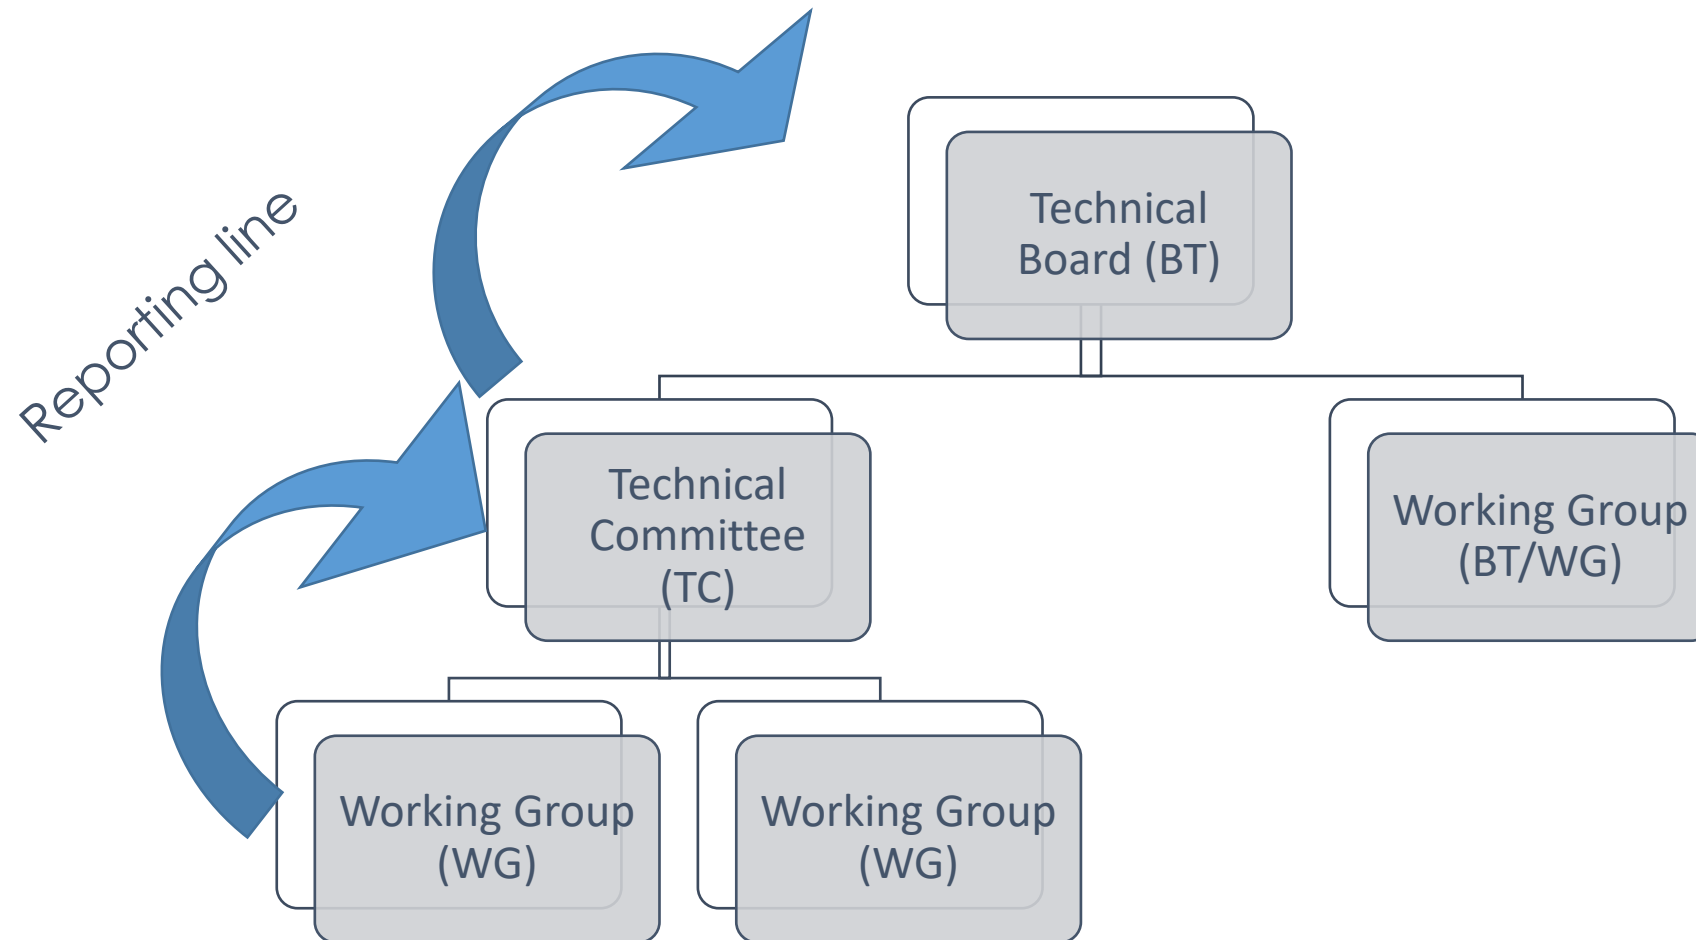 Reporting line
Technical
Board (BT)
Technical
Committee
(TC)
Working Group
(BT/WG)
Working Group
(WG)
Working Group
(WG)